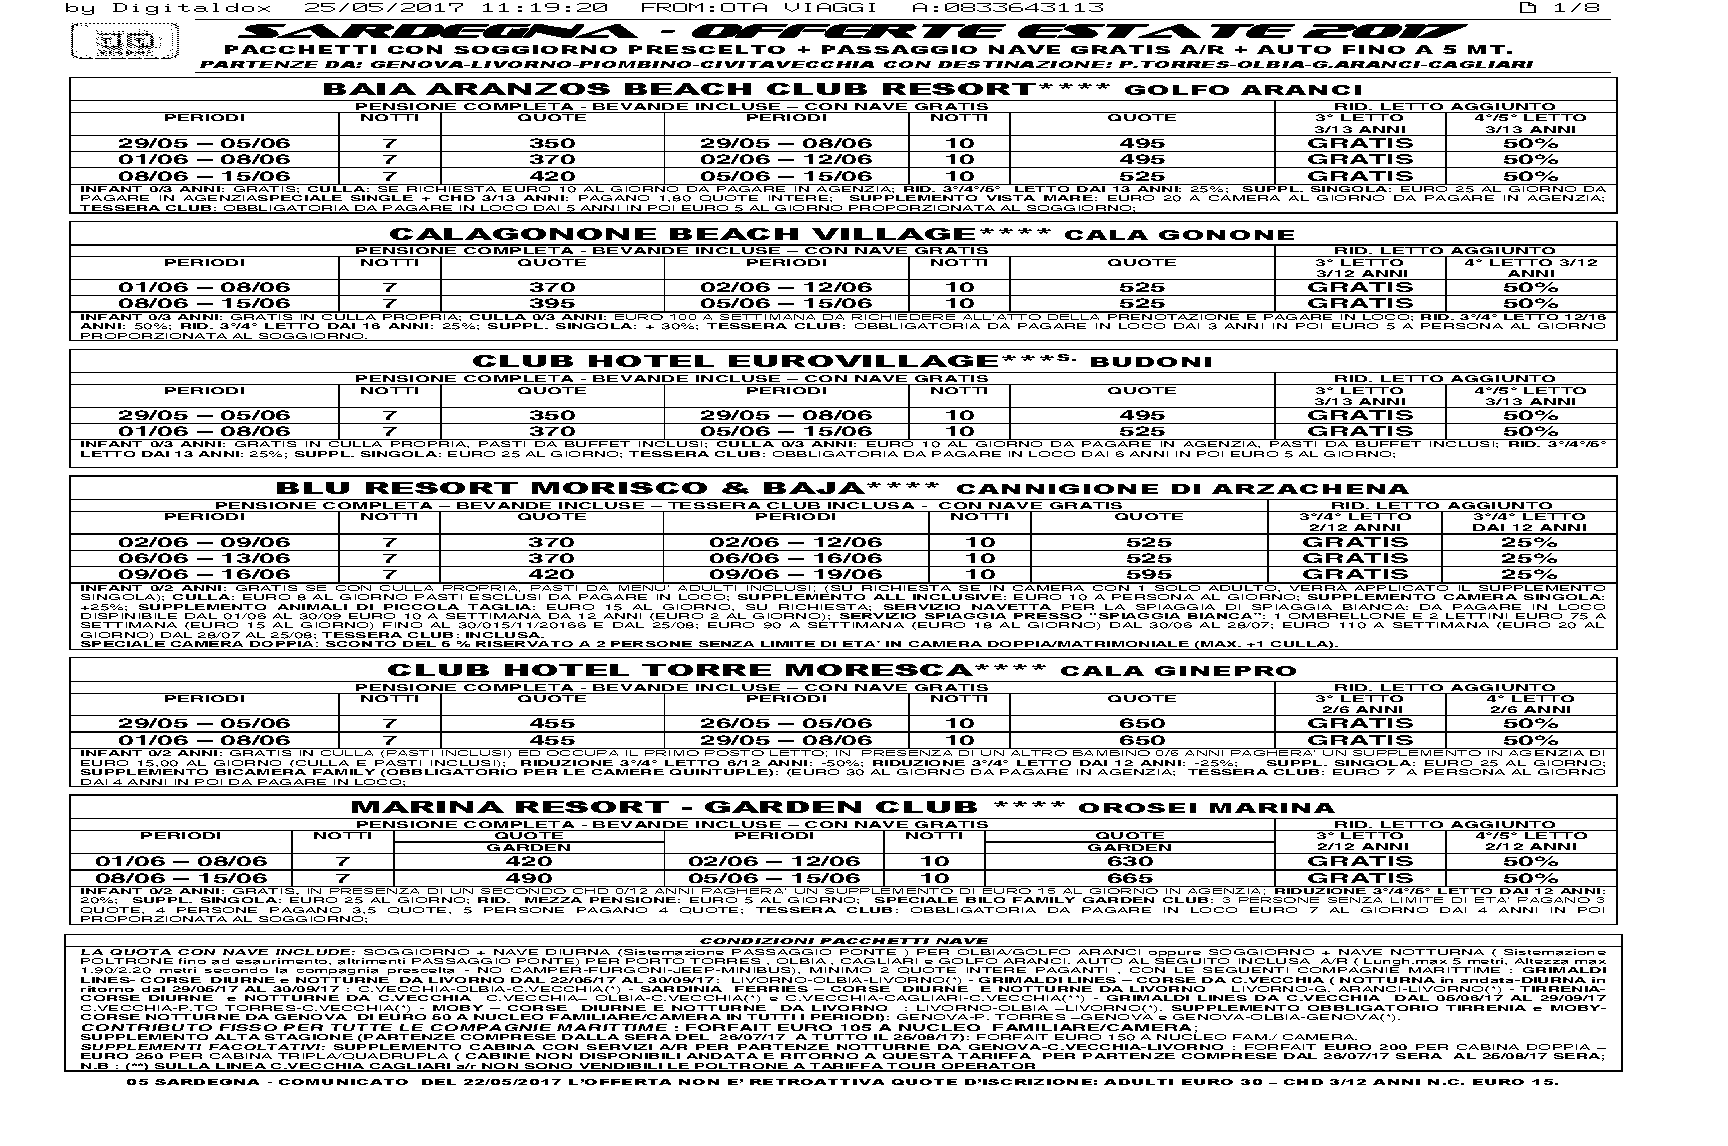 by Digitaldox 25/05/2017 11:19:20 FROM:OTA VIAGGI A:0833643113 1/8
SARDEGNA - OFFERTE ESTATE 2017
PACCHETTI CON SOGGIORNO PRESCELTO + PASSAGGIO NAVE GRATIS A/R + AUTO FINO A 5 MT.
PARTENZE DA: GENOVA-LIVORNO-PIOMBINO-CIVITAVECCHIA CON DESTINAZIONE: P.TORRES-OLBIA-G.ARANCI-CAGLIARI
BAIA ARANZOS BEACH CLUB RESORT**** GOLFO ARANCI
PENSIONE COMPLETA - BEVANDE INCLUSE – CON NAVE GRATIS RID. LETTO AGGIUNTO
PERIODI NOTTI QUOTE PERIODI NOTTI QUOTE 3° LETTO 4°/5° LETTO
3/13 ANNI 3/13 ANNI
29/05 – 05/06 7 350 29/05 – 08/06 10 495 GRATIS 50%
01/06 – 08/06 7 370 02/06 – 12/06 10 495 GRATIS 50%
08/06 – 15/06 7 420 05/06 – 15/06 10 525 GRATIS 50%
INFANT 0/3 ANNI: GRATIS; CULLA: SE RICHIESTA EURO 10 AL GIORNO DA PAGARE IN AGENZIA; RID. 3°/4°/5° LETTO DAI 13 ANNI: 25%; SUPPL. SINGOLA: EURO 25 AL GIORNO DA
PAGARE IN AGENZIASPECIALE SINGLE + CHD 3/13 ANNI: PAGANO 1,80 QUOTE INTERE; SUPPLEMENTO VISTA MARE: EURO 20 A CAMERA AL GIORNO DA PAGARE IN AGENZIA;
TESSERA CLUB: OBBLIGATORIA DA PAGARE IN LOCO DAI 5 ANNI IN POI EURO 5 AL GIORNO PROPORZIONATA AL SOGGIORNO;
CALAGONONE BEACH VILLAGE**** CALA GONONE
PENSIONE COMPLETA - BEVANDE INCLUSE – CON NAVE GRATIS RID. LETTO AGGIUNTO
PERIODI NOTTI QUOTE PERIODI NOTTI QUOTE 3° LETTO 4° LETTO 3/12
3/12 ANNI ANNI
01/06 – 08/06 7 370 02/06 – 12/06 10 525 GRATIS 50%
08/06 – 15/06 7 395 05/06 – 15/06 10 525 GRATIS 50%
INFANT 0/3 ANNI: GRATIS IN CULLA PROPRIA; CULLA 0/3 ANNI: EURO 100 A SETTIMANA DA RICHIEDERE ALL'ATTO DELLA PRENOTAZIONE E PAGARE IN LOCO; RID. 3°/4° LETTO 12/16
ANNI: 50%; RID. 3°/4° LETTO DAI 16 ANNI: 25%; SUPPL. SINGOLA: + 30%; TESSERA CLUB: OBBLIGATORIA DA PAGARE IN LOCO DAI 3 ANNI IN POI EURO 5 A PERSONA AL GIORNO
PROPORZIONATA AL SOGGIORNO.
CLUB HOTEL EUROVILLAGE***S. BUDONI
PENSIONE COMPLETA - BEVANDE INCLUSE – CON NAVE GRATIS RID. LETTO AGGIUNTO
PERIODI NOTTI QUOTE PERIODI NOTTI QUOTE 3° LETTO 4°/5° LETTO
3/13 ANNI 3/13 ANNI
29/05 – 05/06 7 350 29/05 – 08/06 10 495 GRATIS 50%
01/06 – 08/06 7 370 05/06 – 15/06 10 525 GRATIS 50%
INFANT 0/3 ANNI: GRATIS IN CULLA PROPRIA, PASTI DA BUFFET INCLUSI; CULLA 0/3 ANNI: EURO 10 AL GIORNO DA PAGARE IN AGENZIA, PASTI DA BUFFET INCLUSI; RID. 3°/4°/5°
LETTO DAI 13 ANNI: 25%; SUPPL. SINGOLA: EURO 25 AL GIORNO; TESSERA CLUB: OBBLIGATORIA DA PAGARE IN LOCO DAI 6 ANNI IN POI EURO 5 AL GIORNO;
BLU RESORT MORISCO & BAJA**** CANNIGIONE DI ARZACHENA
PENSIONE COMPLETA – BEVANDE INCLUSE – TESSERA CLUB INCLUSA - CON NAVE GRATIS RID. LETTO AGGIUNTO
PERIODI NOTTI QUOTE PERIODI NOTTI QUOTE 3°/4° LETTO 3°/4° LETTO
2/12 ANNI DAI 12 ANNI
02/06 – 09/06 7 370 02/06 – 12/06 10 525 GRATIS 25%
06/06 – 13/06 7 370 06/06 – 16/06 10 525 GRATIS 25%
09/06 – 16/06 7 420 09/06 – 19/06 10 595 GRATIS 25%
INFANT 0/2 ANNI: GRATIS SE CON CULLA PROPRIA, PASTI DA MENU' ADULTI INCLUSI; (SU RICHIESTA SE IN CAMERA CON 1 SOLO ADULTO, VERRÀ APPLICATO IL SUPPLEMENTO
SINGOLA); CULLA: EURO 8 AL GIORNO PASTI ESCLUSI DA PAGARE IN LOCO; SUPPLEMENTO ALL INCLUSIVE: EURO 10 A PERSONA AL GIORNO; SUPPLEMENTO CAMERA SINGOLA:
+25%; SUPPLEMENTO ANIMALI DI PICCOLA TAGLIA: EURO 15 AL GIORNO, SU RICHIESTA; SERVIZIO NAVETTA PER LA SPIAGGIA DI SPIAGGIA BIANCA: DA PAGARE IN LOCO
DISPINIBILE DAL 01/06 AL 30/09 EURO 10 A SETTIMANA DA 12 ANNI (EURO 2 AL GIORNO); SERVIZIO SPIAGGIA PRESSO "SPIAGGIA BIANCA": 1 OMBRELLONE E 2 LETTINI EURO 75 A
SETTIMANA (EURO 15 AL GIORNO) FINO AL 30/015/11/20166 E DAL 25/08; EURO 90 A SETTIMANA (EURO 18 AL GIORNO) DAL 30/06 AL 28/07; EURO 110 A SETTIMANA (EURO 20 AL
GIORNO) DAL 28/07 AL 25/08; TESSERA CLUB: INCLUSA.
SPECIALE CAMERA DOPPIA: SCONTO DEL 5 % RISERVATO A 2 PERSONE SENZA LIMITE DI ETA' IN CAMERA DOPPIA/MATRIMONIALE (MAX. +1 CULLA).
CLUB HOTEL TORRE MORESCA**** CALA GINEPRO
PENSIONE COMPLETA - BEVANDE INCLUSE – CON NAVE GRATIS RID. LETTO AGGIUNTO
PERIODI NOTTI QUOTE PERIODI NOTTI QUOTE 3° LETTO 4° LETTO
2/6 ANNI 2/6 ANNI
29/05 – 05/06 7 455 26/05 – 05/06 10 650 GRATIS 50%
01/06 – 08/06 7 455 29/05 – 08/06 10 650 GRATIS 50%
INFANT 0/2 ANNI: GRATIS IN CULLA (PASTI INCLUSI) ED OCCUPA IL PRIMO POSTO LETTO; IN PRESENZA DI UN ALTRO BAMBINO 0/6 ANNI PAGHERA' UN SUPPLEMENTO IN AGENZIA DI
EURO 15,00 AL GIORNO (CULLA E PASTI INCLUSI); RIDUZIONE 3°/4° LETTO 6/12 ANNI: -50%; RIDUZIONE 3°/4° LETTO DAI 12 ANNI: -25%; SUPPL. SINGOLA: EURO 25 AL GIORNO;
SUPPLEMENTO BICAMERA FAMILY (OBBLIGATORIO PER LE CAMERE QUINTUPLE): (EURO 30 AL GIORNO DA PAGARE IN AGENZIA; TESSERA CLUB: EURO 7 A PERSONA AL GIORNO
DAI 4 ANNI IN POI DA PAGARE IN LOCO;
MARINA RESORT - GARDEN CLUB **** OROSEI MARINA
PENSIONE COMPLETA - BEVANDE INCLUSE – CON NAVE GRATIS RID. LETTO AGGIUNTO
PERIODI NOTTI QUOTE PERIODI NOTTI QUOTE 3° LETTO 4°/5° LETTO
GARDEN GARDEN 2/12 ANNI 2/12 ANNI
01/06 – 08/06 7 420 02/06 – 12/06 10 630 GRATIS 50%
08/06 – 15/06 7 490 05/06 – 15/06 10 665 GRATIS 50%
INFANT 0/2 ANNI: GRATIS, IN PRESENZA DI UN SECONDO CHD 0/12 ANNI PAGHERA' UN SUPPLEMENTO DI EURO 15 AL GIORNO IN AGENZIA; RIDUZIONE 3°/4°/5° LETTO DAI 12 ANNI:
20%; SUPPL. SINGOLA: EURO 25 AL GIORNO; RID. MEZZA PENSIONE: EURO 5 AL GIORNO; SPECIALE BILO FAMILY GARDEN CLUB: 3 PERSONE SENZA LIMITE DI ETA' PAGANO 3
QUOTE, 4 PERSONE PAGANO 3,5 QUOTE, 5 PERSONE PAGANO 4 QUOTE; TESSERA CLUB: OBBLIGATORIA DA PAGARE IN LOCO EURO 7 AL GIORNO DAI 4 ANNI IN POI
PROPORZIONATA AL SOGGIORNO;
CONDIZIONI PACCHETTI NAVE
LA QUOTA CON NAVE INCLUDE: SOGGIORNO + NAVE DIURNA (Sistemazione PASSAGGIO PONTE ) PER OLBIA/GOLFO ARANCI oppure SOGGIORNO + NAVE NOTTURNA ( Sistemazione
POLTRONE fino ad esaurimento, altrimenti PASSAGGIO PONTE) PER PORTO TORRES , OLBIA , CAGLIARI e GOLFO ARANCI. AUTO AL SEGUITO INCLUSA A/R ( Lungh.max 5 metri, Altezza max
1.90/2.20 metri secondo la compagnia prescelta - NO CAMPER-FURGONI-JEEP-MINIBUS), MINIMO 2 QUOTE INTERE PAGANTI , CON LE SEGUENTI COMPAGNIE MARITTIME : GRIMALDI
LINES- CORSE DIURNE e NOTTURNE DA LIVORNO DAL 22/05/17 AL 30/09/17: LIVORNO-OLBIA-LIVORNO(*) - GRIMALDI LINES – CORSE DA C.VECCHIA ( NOTTURNA in andata-DIURNA in
ritorno dal 29/05/17 AL 30/09/17 : C.VECCHIA-OLBIA-C.VECCHIA(*) - SARDINIA FERRIES – CORSE DIURNE E NOTTURNE DA LIVORNO : LIVORNO-G. ARANCI-LIVORNO(*) - TIRRENIA-
CORSE DIURNE e NOTTURNE DA C.VECCHIA C.VECCHIA– OLBIA-C.VECCHIA(*) e C.VECCHIA-CAGLIARI-C.VECCHIA(**) - GRIMALDI LINES DA C.VECCHIA DAL 05/06/17 AL 29/09/17
C.VECCHIA-P.TO TORRES-C.VECCHIA(*) - MOBY – CORSE DIURNE E NOTTURNE DA LIVORNO : LIVORNO-OLBIA –LIVORNO(*). SUPPLEMENTO OBBLIGATORIO TIRRENIA e MOBY-
CORSE NOTTURNE DA GENOVA DI EURO 50 A NUCLEO FAMILIARE/CAMERA IN TUTTI I PERIODI): GENOVA-P. TORRES –GENOVA e GENOVA-OLBIA-GENOVA(*).
CONTRIBUTO FISSO PER TUTTE LE COMPAGNIE MARITTIME : FORFAIT EURO 105 A NUCLEO FAMILIARE/CAMERA;
SUPPLEMENTO ALTA STAGIONE (PARTENZE COMPRESE DALLA SERA DEL 26/07/17 A TUTTO IL 25/08/17): FORFAIT EURO 150 A NUCLEO FAM./ CAMERA.
SUPPLEMENTI FACOLTATIVI: SUPPLEMENTO CABINA CON SERVIZI A/R PER PARTENZE NOTTURNE DA GENOVA-C.VECCHIA-LIVORNO : FORFAIT EURO 200 PER CABINA DOPPIA –
EURO 250 PER CABINA TRIPLA/QUADRUPLA ( CABINE NON DISPONIBILI ANDATA E RITORNO A QUESTA TARIFFA PER PARTENZE COMPRESE DAL 26/07/17 SERA AL 25/08/17 SERA;
N.B : (**) SULLA LINEA C.VECCHIA CAGLIARI a/r NON SONO VENDIBILI LE POLTRONE A TARIFFA TOUR OPERATOR
05 SARDEGNA - COMUNICATO DEL 22/05/2017 L'OFFERTA NON E' RETROATTIVA QUOTE D'ISCRIZIONE: ADULTI EURO 30 – CHD 3/12 ANNI N.C. EURO 15.